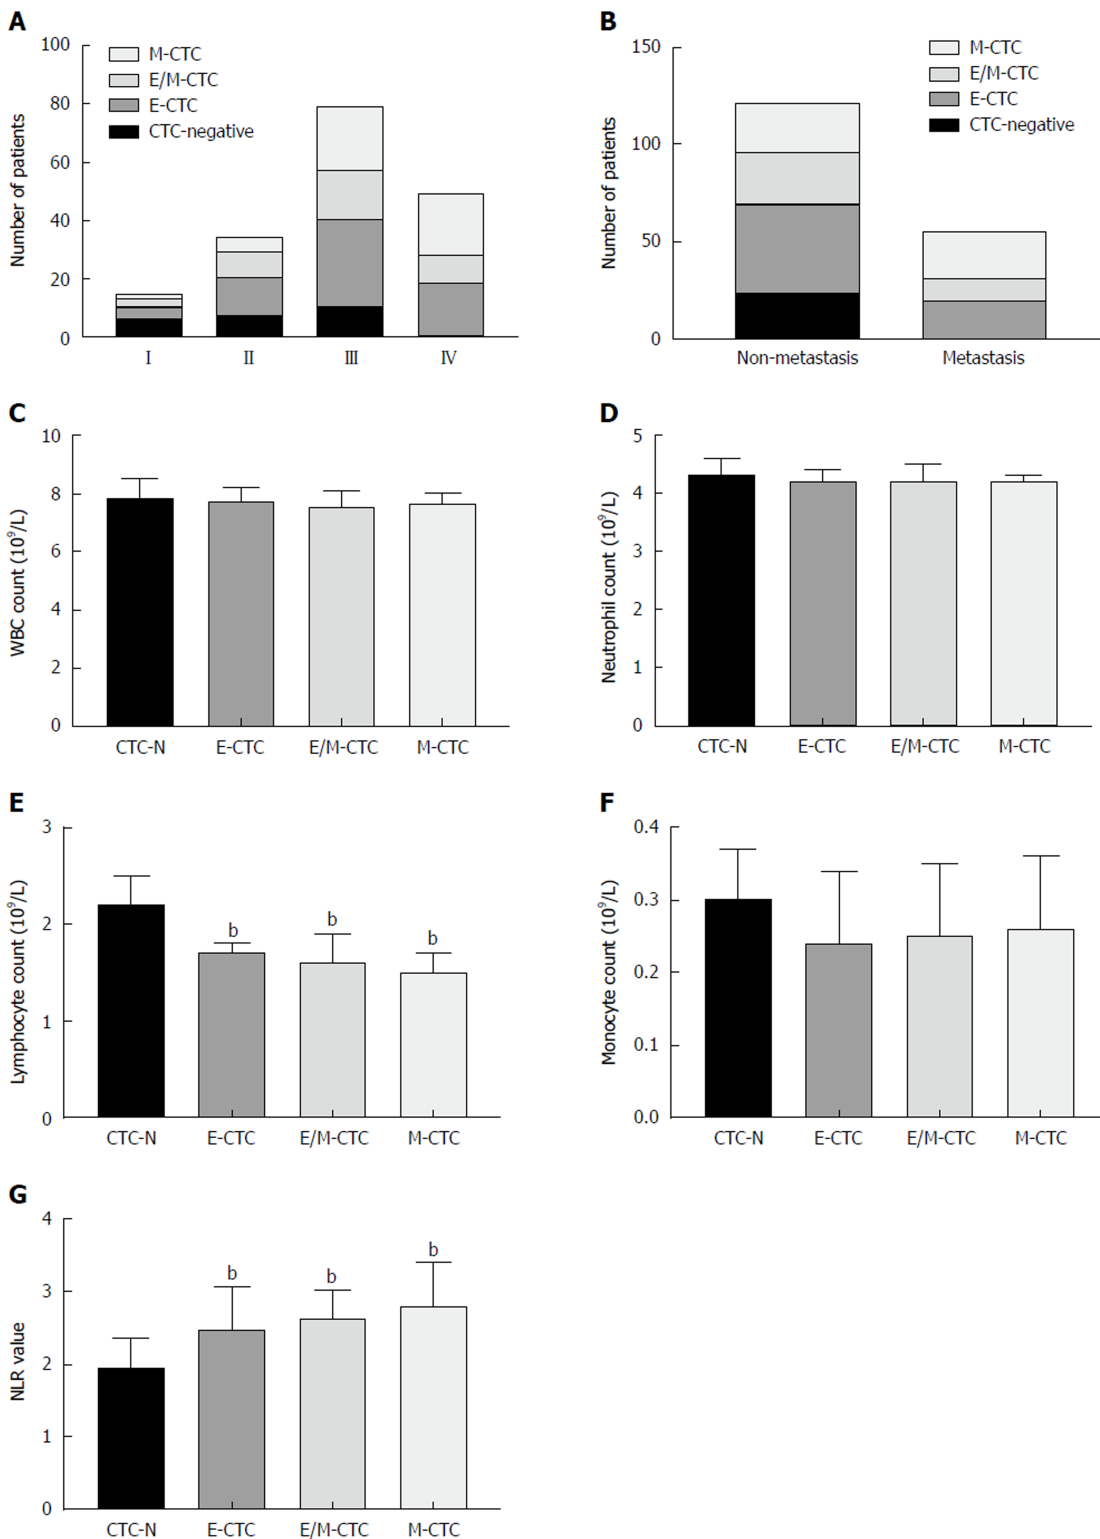 A
Number of patients
100
80
60
40
20
0
M-CTC
E/M-CTC
E-CTC
CTC-negative
I
II
III
IV
B
Number of patients
150
100
50
0
M-CTC
E/M-CTC
E-CTC
CTC-negative
Non-metastasis
Metastasis
C
WBC count (10⁹/L)
10
8
6
4
2
0
CTC-N
E-CTC
E/M-CTC
M-CTC
D
Neutrophil count (10⁹/L)
5
4
3
2
1
0
CTC-N
E-CTC
E/M-CTC
M-CTC
E
Lymphocyte count (10⁹/L)
3
2
1
0
b
b
b
CTC-N
E-CTC
E/M-CTC
M-CTC
F
Monocyte count (10⁹/L)
0.4
0.3
0.2
0.1
0.0
CTC-N
E-CTC
E/M-CTC
M-CTC
G
NLR value
4
3
2
1
0
b
b
b
CTC-N
E-CTC
E/M-CTC
M-CTC